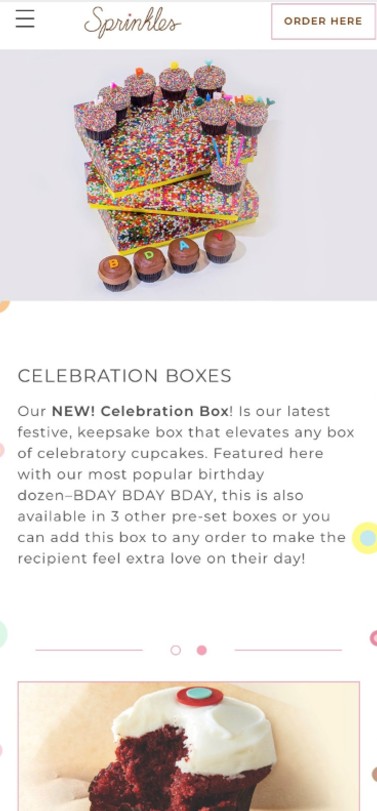 Sprinkles
ORDER HERE
B D A Y
CELEBRATION BOXES
Our NEW! Celebration Box! Is our latest
festive, keepsake box that elevates any box
of celebratory cupcakes. Featured here
with our most popular birthday
dozen–BDAY BDAY BDAY, this is also
available in 3 other pre-set boxes or you
can add this box to any order to make the
recipient feel extra love on their day!